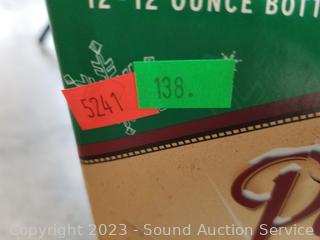 12-12 OUNCE BOTT
5241
138.
Copyright 2023 - Sound Auction Service